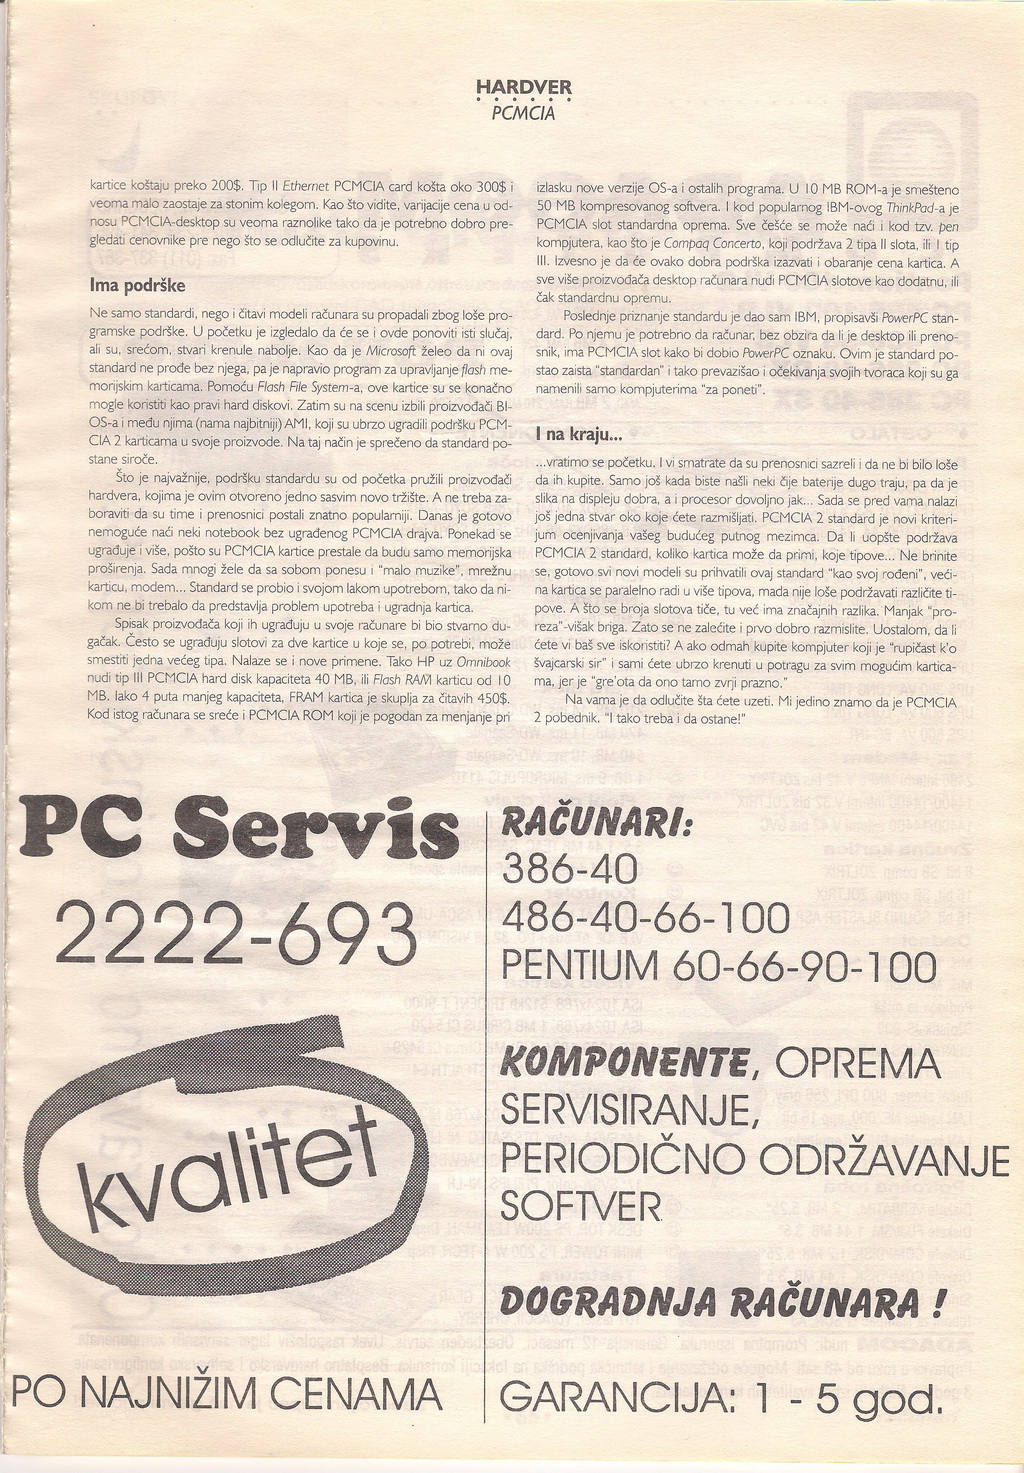 HARDVER
PCMCIA
kartice koštaju preko 200$. Tip II Ethernet PCMCIA card košta oko 300$ i
veoma malo zaostaje za stonim kolegom. Kao što vidite, varijacije cena u od-
nosu PCMCIA-desktop su veoma raznolike tako da je potrebno dobro pre-
gledati cenovnike pre nego što se odlučite za kupovinu.
Ima podrške
Ne samo standardi, nego i čitavi modeli računara su propadali zbog loše pro-
gramske podrške. U početku je izgledalo da će se i ovde ponoviti isti slučaj,
ali su, srećom, stvari krenule nabolje. Kao da je Microsoft želeo da ni ovaj
standard ne prođe bez njega, pa je napravio program za upravljanje flash me-
morijskim karticama. Pomoću Flash File System-a, ove kartice su se konačno
mogle koristiti kao pravi hard diskovi. Zatim su na scenu izbili proizvođači BI-
OS-a i među njima (nama najbitniji) AMI, koji su ubrzo ugradili podršku PCM-
CIA 2 karticama u svoje proizvode. Na taj način je sprečeno da standard po-
stane siroče.
Što je najvažnije, podršku standardu su od početka pružili proizvođači
hardvera, kojima je ovim otvoreno jedno sasvim novo tržište. A ne treba za-
boraviti da su time i prenosnici postali znatno popularniji. Danas je gotovo
nemoguće naći neki notebook bez ugrađenog PCMCIA drajva. Ponekad se
ugrađuje i više, pošto su PCMCIA kartice prestale da budu samo memorijska
proširenja. Sada mnogi žele da sa sobom ponesu i "malo muzike", mrežnu
karticu, modem... Standard se probio i svojom lakom upotrebom, tako da ni-
kom ne bi trebalo da predstavlja problem upotreba i ugradnja kartica.
Spisak proizvođača koji ih ugrađuju u svoje računare bi bio stvarno du-
gačak. Često se ugrađuju slotovi za dve kartice u koje se, po potrebi, može
smestiti jedna većeg tipa. Nalaze se i nove primene. Tako HP uz Omnibook
nudi tip III PCMCIA hard disk kapaciteta 40 MB, ili Flash RAM karticu od 10
MB. Iako 4 puta manjeg kapaciteta, FRAM kartica je skuplja za čitavih 450$.
Kod istog računara se sreće i PCMCIA ROM koji je pogodan za menjanje pri
izlasku nove verzije OS-a i ostalih programa. U 10 MB ROM-a je smešteno
50 MB kompresovanog softvera. I kod popularnog IBM-ovog ThinkPad-a je
PCMCIA slot standardna oprema. Sve češće se može naći i kod tzv. pen
kompjutera, kao što je Compaq Concerto, koji podržava 2 tipa II slota, ili 1 tip
III. Izvesno je da će ovako dobra podrška izazvati i obaranje cena kartica. A
sve više proizvođača desktop računara nudi PCMCIA slotove kao dodatnu, ili
čak standardnu opremu.
Poslednje priznanje standardu je dao sam IBM, propisavši PowerPC stan-
dard. Po njemu je potrebno da računar, bez obzira da li je desktop ili preno-
snik, ima PCMCIA slot kako bi dobio PowerPC oznaku. Ovim je standard po-
stao zaista "standardan" i tako prevazišao i očekivanja svojih tvoraca koji su ga
namenili samo kompjuterima "za poneti".
I na kraju...
...vratimo se početku. I vi smatrate da su prenosnici sazreli i da ne bi bilo loše
da ih kupite. Samo još kada biste našli neki čije baterije dugo traju, pa da je
slika na displeju dobra, a i procesor dovoljno jak... Sada se pred vama nalazi
još jedna stvar oko koje ćete razmišljati. PCMCIA 2 standard je novi kriteri-
jum ocenjivanja vašeg budućeg putnog mezimca. Da li uopšte podržava
PCMCIA 2 standard, koliko kartica može da primi, koje tipove... Ne brinite
se, gotovo svi novi modeli su prihvatili ovaj standard "kao svoj rođeni", veći-
na kartica se paralelno radi u više tipova, mada nije loše podržavati različite ti-
pove. A što se broja slotova tiče, tu već ima značajnih razlika. Manjak "pro-
reza"-višak briga. Zato se ne zalećite i prvo dobro razmislite. Uostalom, da li
ćete vi baš sve iskoristiti? A ako odmah kupite kompjuter koji je "rupičast k'o
švajcarski sir" i sami ćete ubrzo krenuti u potragu za svim mogućim kartica-
ma, jer je "gre'ota da ono tamo zvrji prazno."
Na vama je da odlučite šta ćete uzeti. Mi jedino znamo da je PCMCIA
2 pobednik. "I tako treba i da ostane!"
PC Servis
2222-693
kvalitet
PO NAJNIŽIM CENAMA
RAČUNARI:
386-40
486-40-66-100
PENTIUM 60-66-90-100
KOMPONENTE, OPREMA
SERVISIRANJE,
PERIODIČNO ODRŽAVANJE
SOFTVER
DOGRADNJA RAČUNARA !
GARANCIJA: 1 - 5 god.